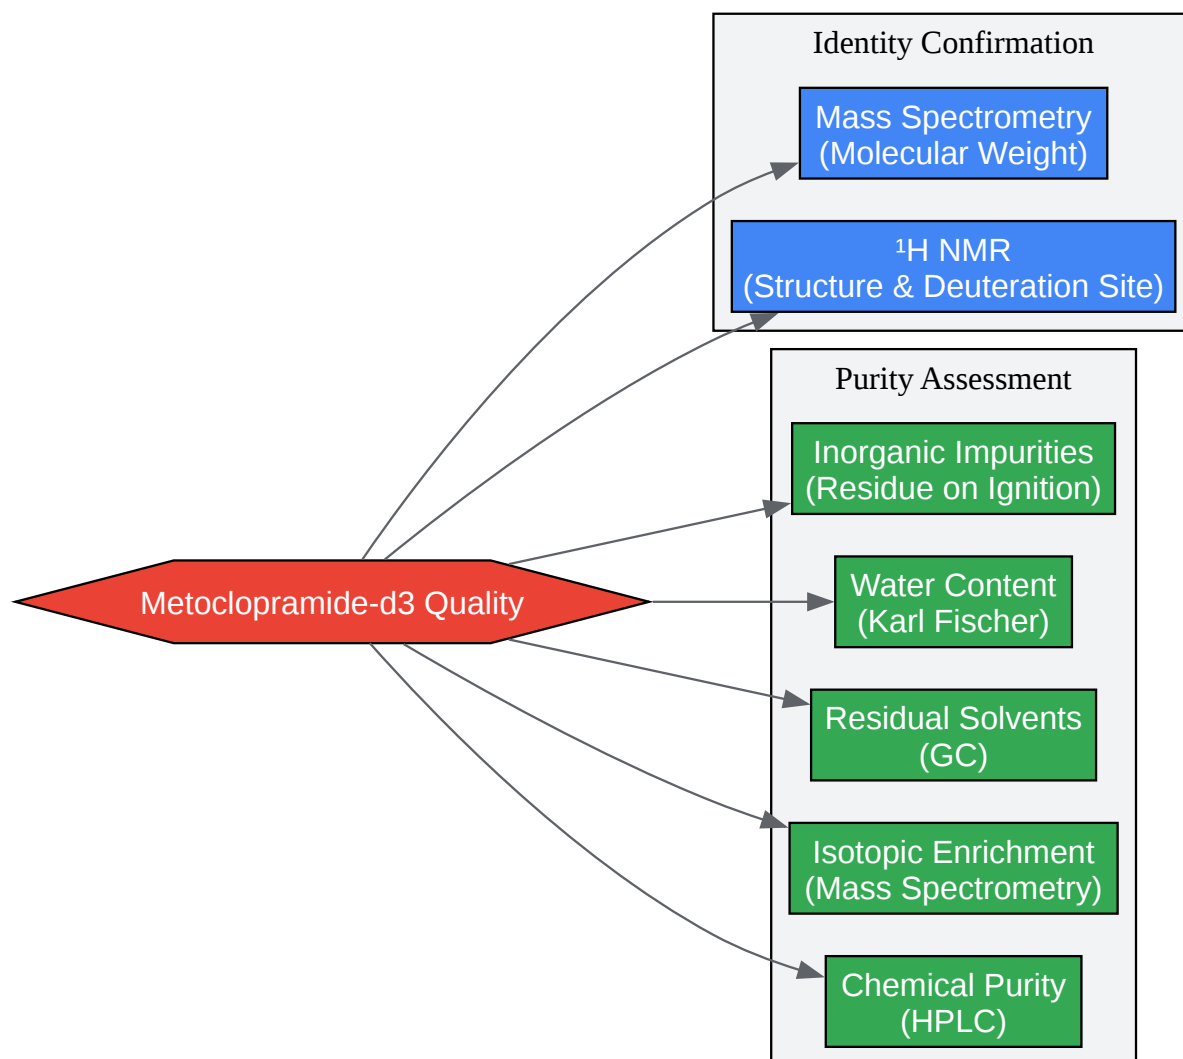 Identity Confirmation
Mass Spectrometry
(Molecular Weight)
¹H NMR
(Structure & Deuteration Site)
Purity Assessment
Inorganic Impurities
(Residue on Ignition)
Metoclopramide-d3 Quality
Water Content
(Karl Fischer)
Residual Solvents
(GC)
Isotopic Enrichment
(Mass Spectrometry)
Chemical Purity
(HPLC)